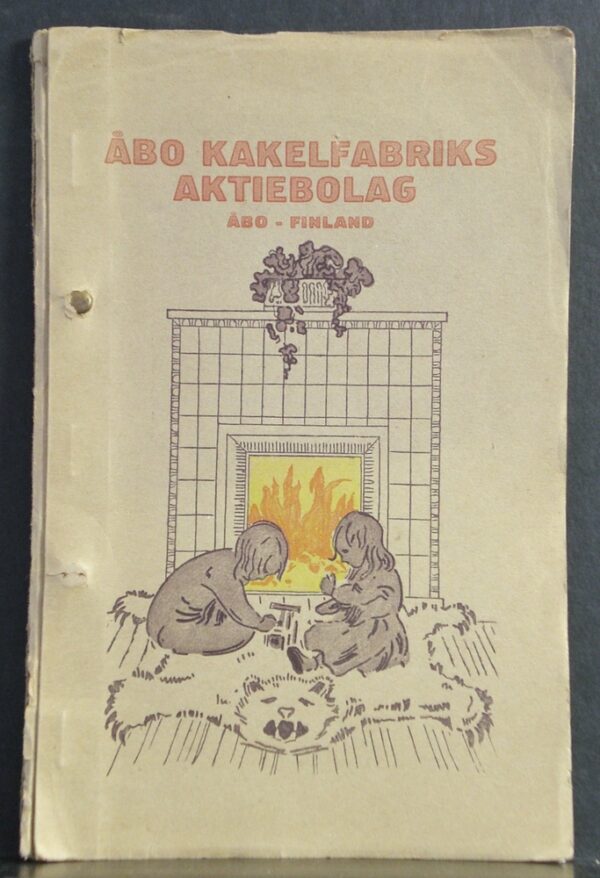 ÅBO KAKELFABRIKS
AKTIEBOLAG
ÅBO - FINLAND